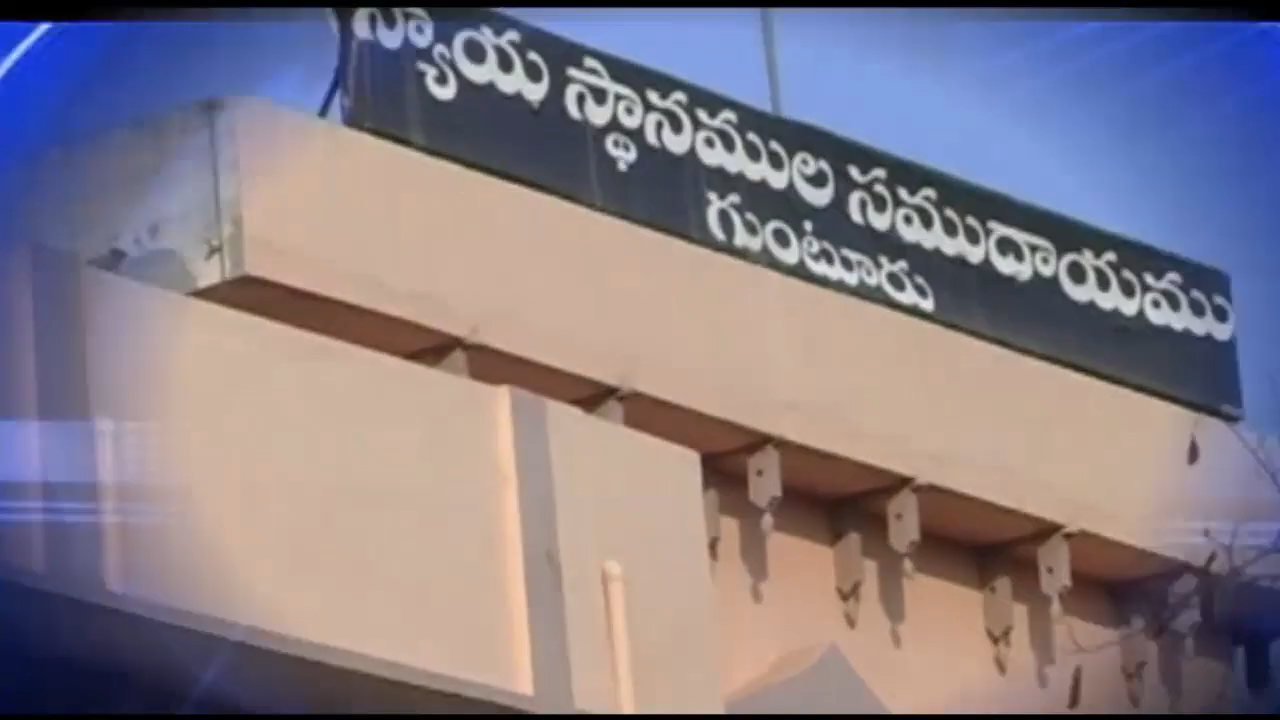 న్యాయ స్థానముల సముదాయము
గుంటూరు